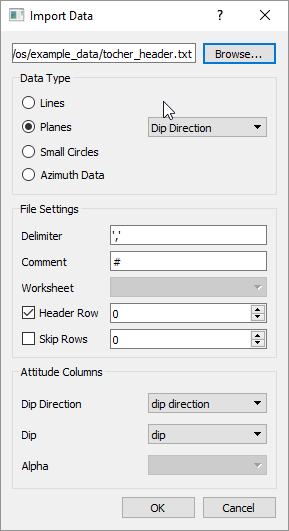 Import Data
?
/os/example_data/tocher_header.txt
Browse...
Data Type
Lines
Planes
Dip Direction
Small Circles
Azimuth Data
File Settings
Delimiter
','
Comment
#
Worksheet
Header Row
0
Skip Rows
0
Attitude Columns
Dip Direction
dip direction
Dip
dip
Alpha
OK
Cancel